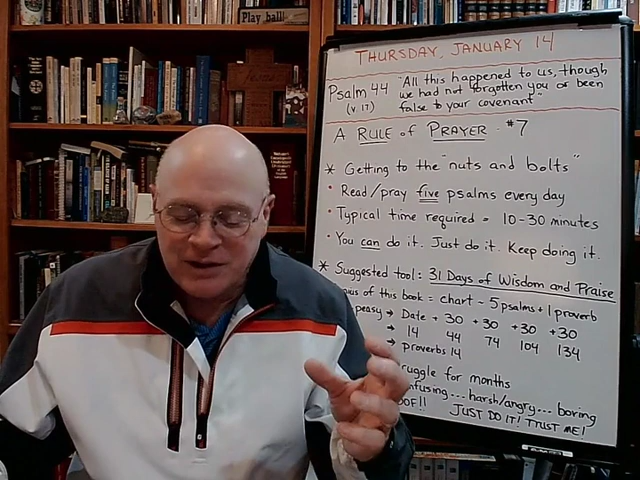 Play ball!
THURSDAY, JANUARY 14
Psalm 44 "All this happened to us, though
(v 17) we had not forgotten you or been
false to your covenant"
A RULE of PRAYER #7
* Getting to the "nuts and bolts"
• Read/pray five psalms every day
• Typical time required = 10-30 minutes
• You can do it. Just do it. Keep doing it.
* Suggested tool: 31 Days of Wisdom and Praise
of this book = chart - 5 psalms + 1 proverb
peasy → Date +30 +30 +30 +30
→ 14 44 74 104 134
→ proverbs 14
for months
harsh/angry... boring
JUST DO IT! TRUST ME!